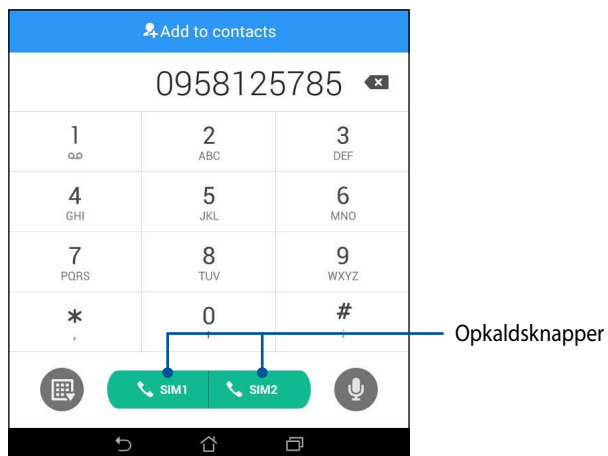 Add to contacts
0958125785
1 2 3
ABC DEF
4 5 6
GHI JKL MNO
7 8 9
PQRS TUV WXYZ
* 0 #
, + ;
Opkaldsknapper
SIM1 SIM2